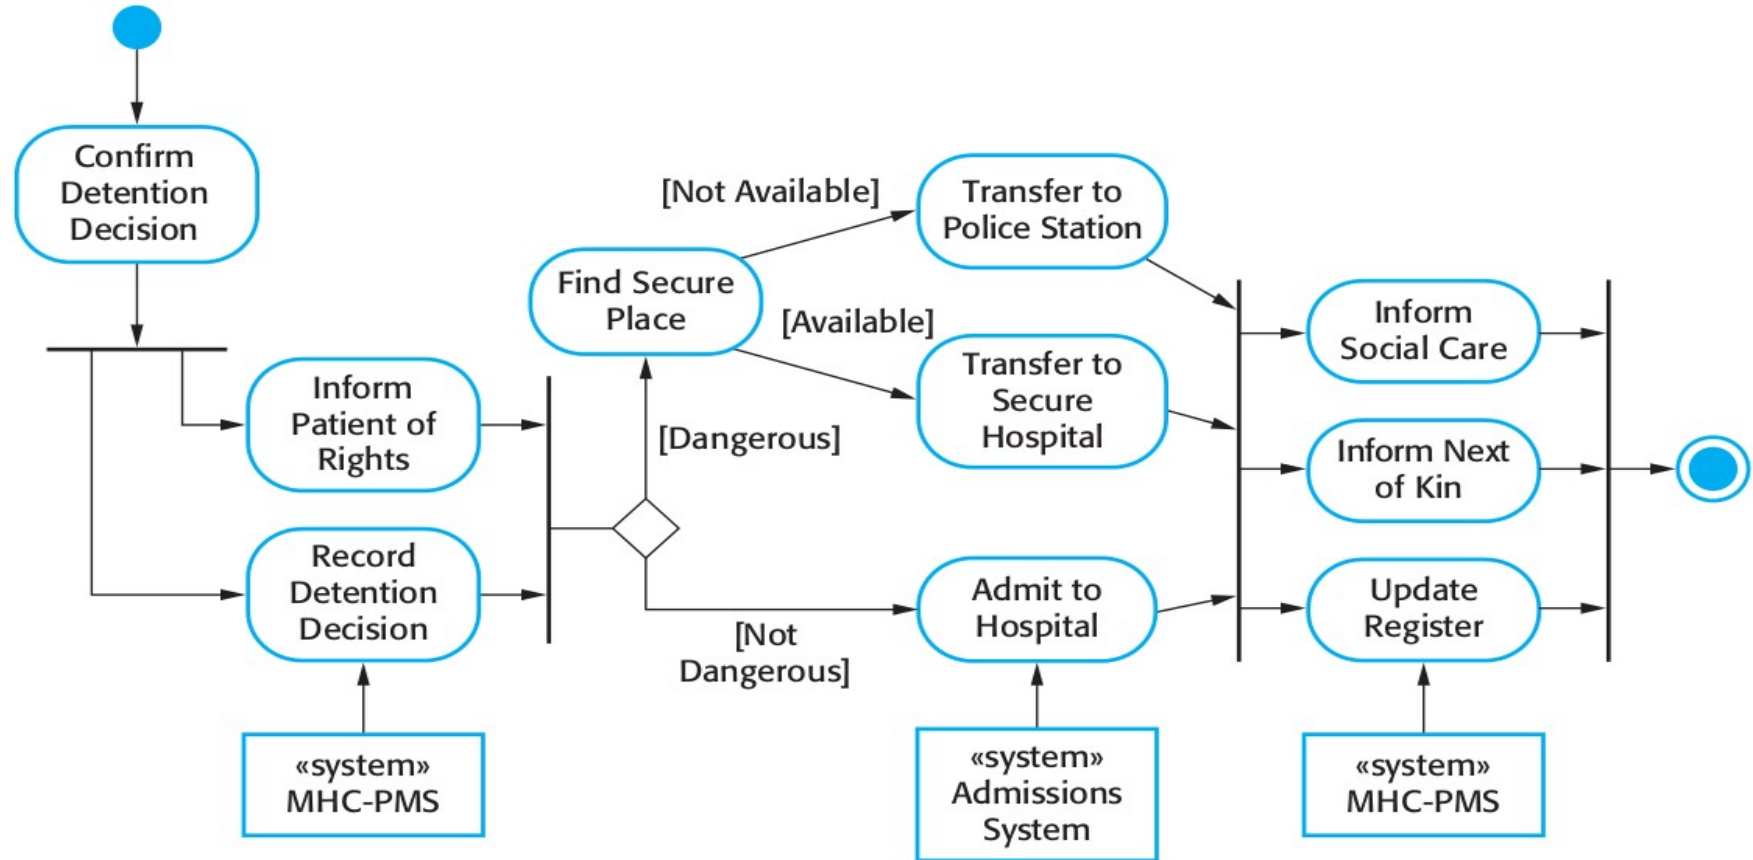 Confirm
Detention
Decision
Inform
Patient of
Rights
Record
Detention
Decision
«system»
MHC-PMS
Find Secure
Place
[Not Available]
[Available]
[Dangerous]
[Not
Dangerous]
Transfer to
Police Station
Transfer to
Secure
Hospital
Admit to
Hospital
«system»
Admissions
System
Inform
Social Care
Inform Next
of Kin
Update
Register
«system»
MHC-PMS